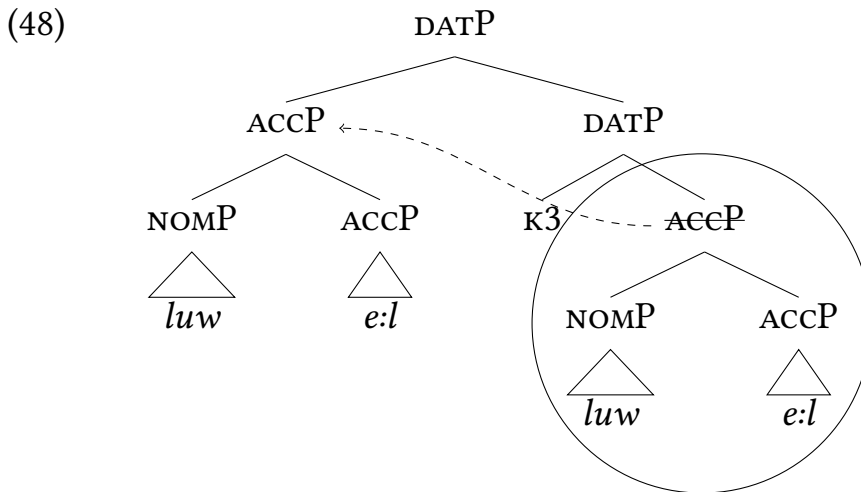 (48)
DATP
ACCP DATP
NOMP ACCP K3 ACCP
luw e:l NOMP ACCP
luw e:l